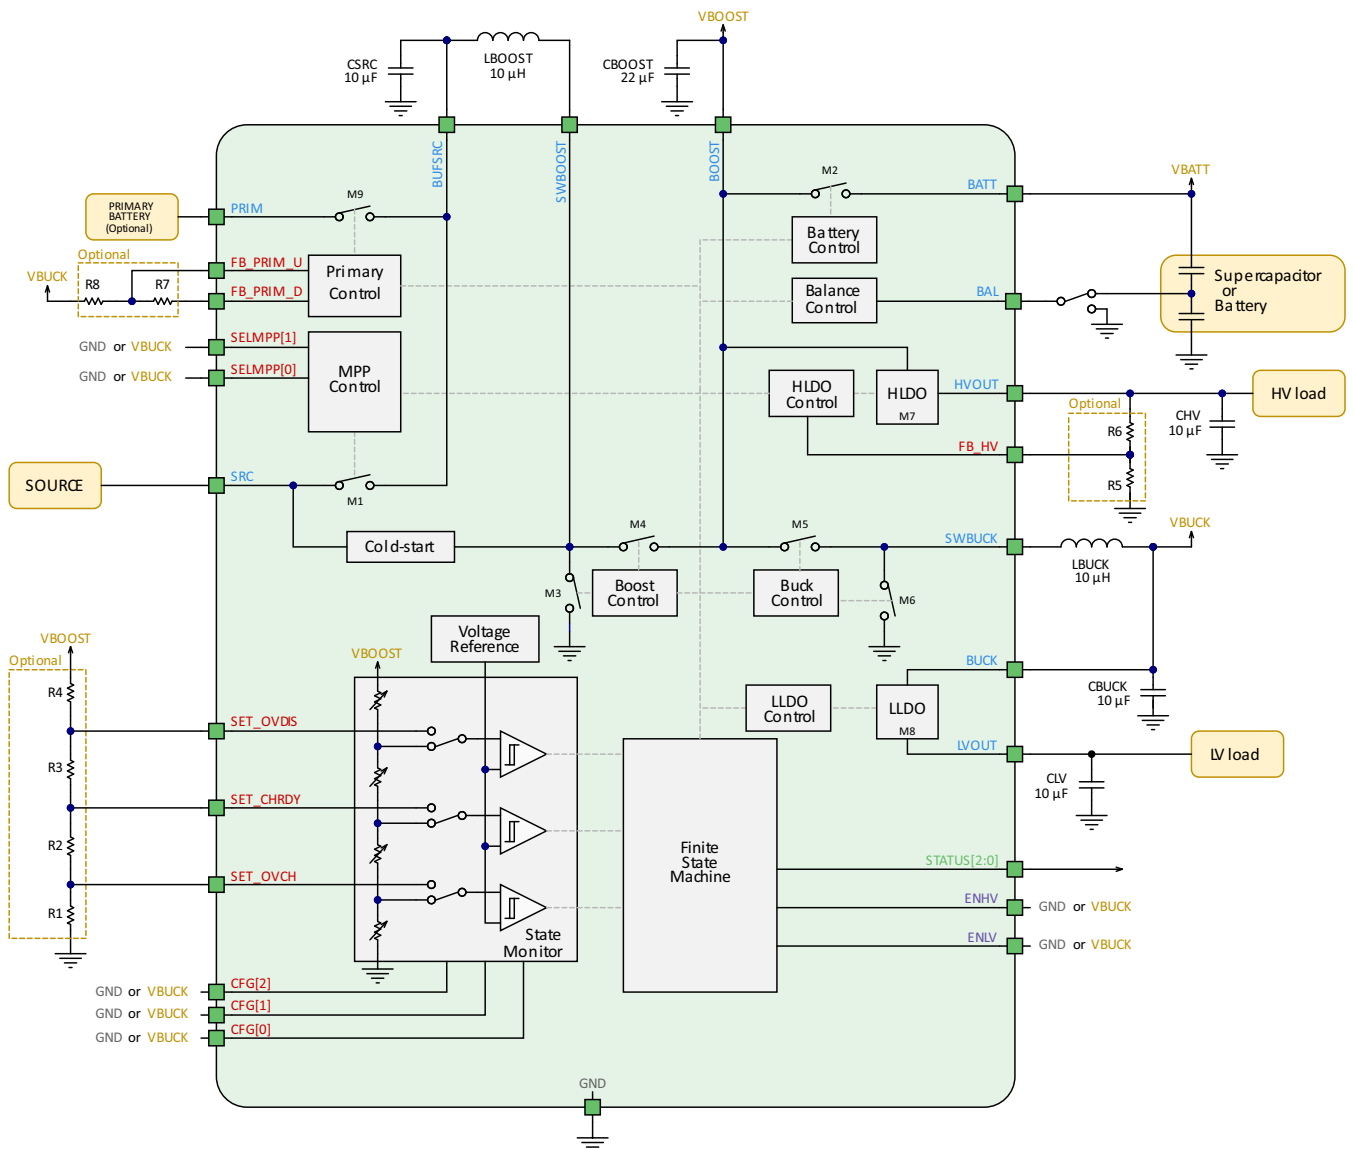 VBOOST
CSRC
10 µF
LBOOST
10 µH
CBOOST
22 µF
BUFSRC
SWBOOST
BOOST
PRIMARY
BATTERY
(Optional)
PRIM
M9
M2
BATT
VBATT
Battery
Control
Optional
VBUCK
R8
R7
FB_PRIM_U
FB_PRIM_D
Primary
Control
Balance
Control
BAL
Supercapacitor
or
Battery
GND or VBUCK
SELMPP[1]
GND or VBUCK
SELMPP[0]
MPP
Control
HLDO
Control
HLDO
M7
HVOUT
HV load
Optional
R6
R5
CHV
10 µF
FB_HV
SOURCE
SRC
M1
Cold-start
M4
M5
SWBUCK
VBUCK
LBUCK
10 µH
M3
Boost
Control
Buck
Control
M6
Voltage
Reference
VBOOST
VBOOST
Optional
R4
R3
R2
R1
BUCK
CBUCK
10 µF
LLDO
Control
LLDO
M8
LVOUT
LV load
CLV
10 µF
SET_OVDIS
SET_CHRDY
SET_OVCH
State
Monitor
Finite
State
Machine
STATUS[2:0]
ENHV
GND or VBUCK
ENLV
GND or VBUCK
GND or VBUCK
CFG[2]
GND or VBUCK
CFG[1]
GND or VBUCK
CFG[0]
GND